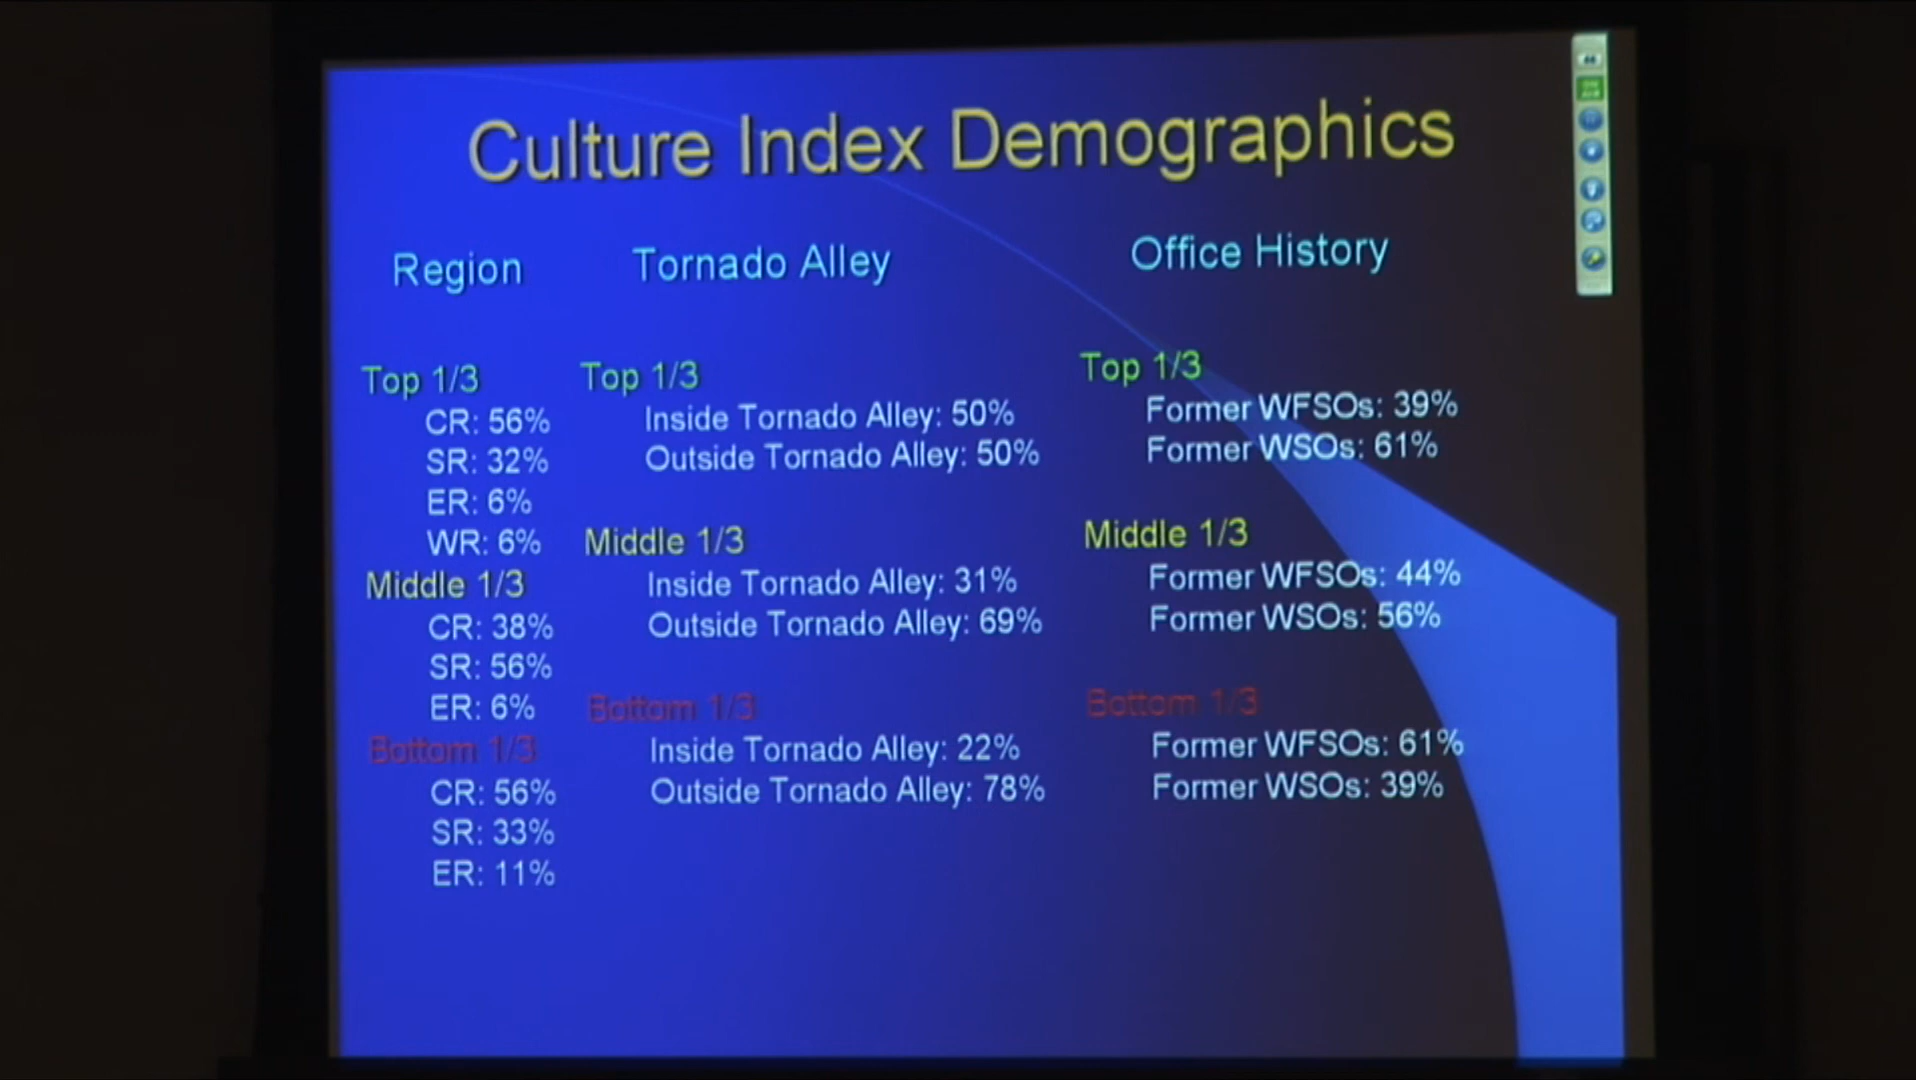 Culture Index Demographics
Region
Top 1/3
CR: 56%
SR: 32%
ER: 6%
WR: 6%
Middle 1/3
CR: 38%
SR: 56%
ER: 6%
Bottom 1/3
CR: 56%
SR: 33%
ER: 11%
Tornado Alley
Top 1/3
Inside Tornado Alley: 50%
Outside Tornado Alley: 50%
Middle 1/3
Inside Tornado Alley: 31%
Outside Tornado Alley: 69%
Bottom 1/3
Inside Tornado Alley: 22%
Outside Tornado Alley: 78%
Office History
Top 1/3
Former WFSOs: 39%
Former WSOs: 61%
Middle 1/3
Former WFSOs: 44%
Former WSOs: 56%
Bottom 1/3
Former WFSOs: 61%
Former WSOs: 39%